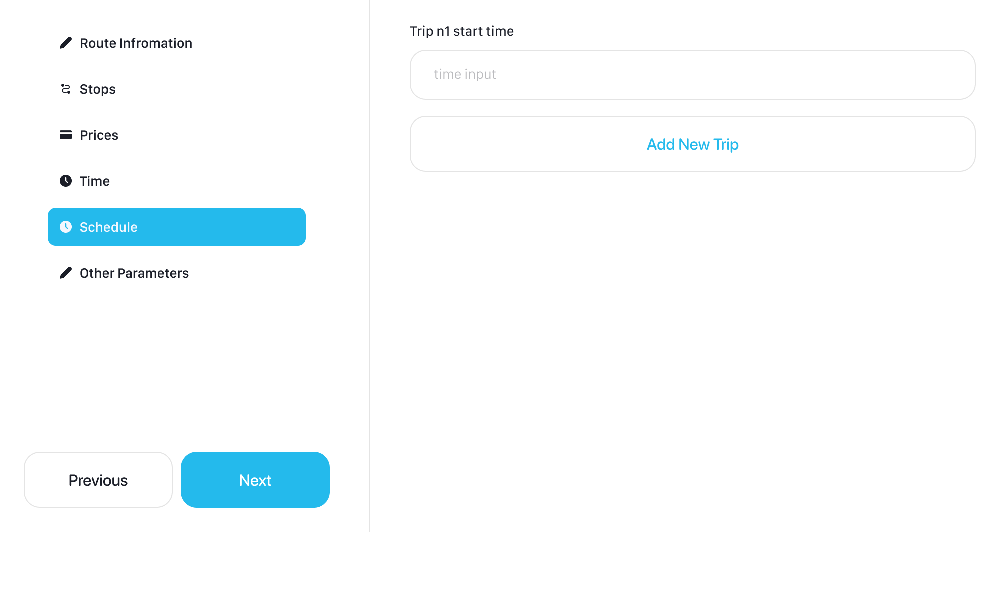 Route Infromation
Stops
Prices
Time
Schedule
Other Parameters
Previous
Next
Trip n1 start time
time input
Add New Trip